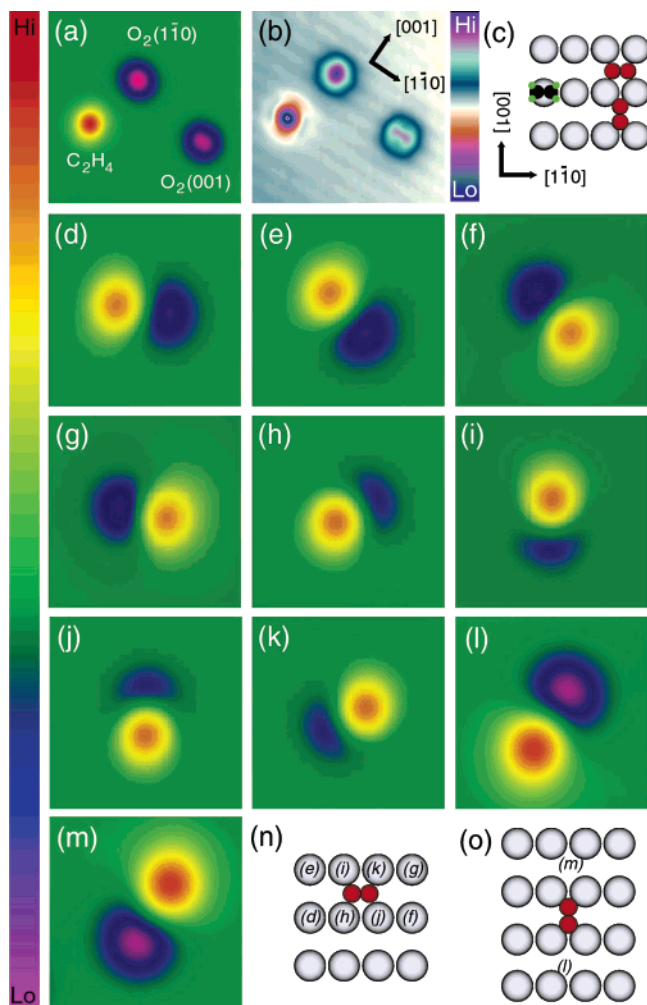 Hi
(a)
O₂(11̄0)
C₂H₄
O₂(001)
(b)
[001]
[11̄0]
Hi
Lo
(c)
[001]
[11̄0]
(d)
(e)
(f)
(g)
(h)
(i)
(j)
(k)
(l)
(m)
(n)
(e) (i) (k) (g)
(d) (h) (j) (f)
(o)
(m)
(l)
Lo